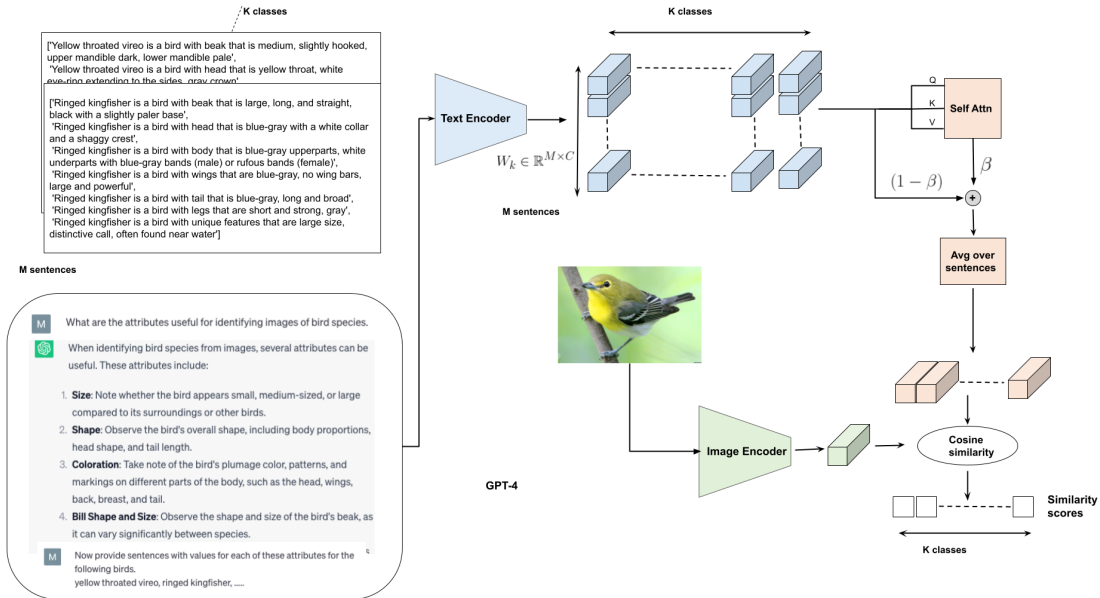 K classes
['Yellow throated vireo is a bird with beak that is medium, slightly hooked,
upper mandible dark, lower mandible pale',
'Yellow throated vireo is a bird with head that is yellow throat, white
eye-ring extending to the sides, gray crown'
['Ringed kingfisher is a bird with beak that is large, long, and straight,
black with a slightly paler base',
'Ringed kingfisher is a bird with head that is blue-gray with a white collar
and a shaggy crest',
'Ringed kingfisher is a bird with body that is blue-gray upperparts, white
underparts with blue-gray bands (male) or rufous bands (female)',
'Ringed kingfisher is a bird with wings that are blue-gray, no wing bars,
large and powerful',
'Ringed kingfisher is a bird with tail that is blue-gray, long and broad',
'Ringed kingfisher is a bird with legs that are short and strong, gray',
'Ringed kingfisher is a bird with unique features that are large size,
distinctive call, often found near water']
M sentences
M
What are the attributes useful for identifying images of bird species.
When identifying bird species from images, several attributes can be
useful. These attributes include:
1. Size: Note whether the bird appears small, medium-sized, or large
compared to its surroundings or other birds.
2. Shape: Observe the bird's overall shape, including body proportions,
head shape, and tail length.
3. Coloration: Take note of the bird's plumage color, patterns, and
markings on different parts of the body, such as the head, wings,
back, breast, and tail.
4. Bill Shape and Size: Observe the shape and size of the bird's beak, as
it can vary significantly between species.
M
Now provide sentences with values for each of these attributes for the
following birds.
yellow throated vireo, ringed kingfisher, .....
GPT-4
Text Encoder
K classes
W_k ∈ ℝ^{M×C}
M sentences
Q
K
V
Self Attn
β
(1 − β)
+
Avg over
sentences
Image Encoder
Cosine
similarity
Similarity
scores
K classes